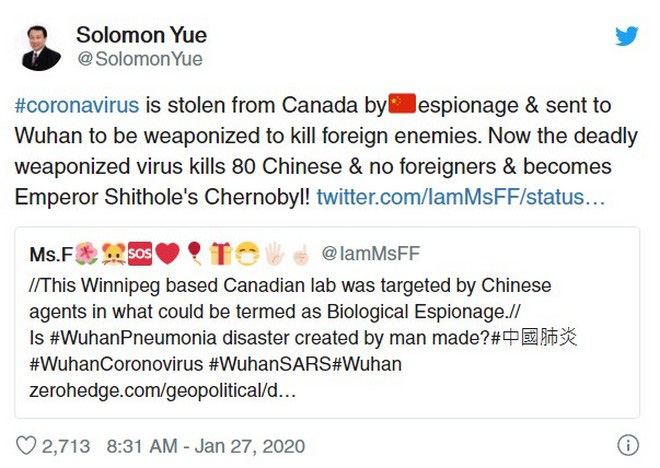 Solomon Yue
@SolomonYue
#coronavirus is stolen from Canada by🇨🇳espionage & sent to
Wuhan to be weaponized to kill foreign enemies. Now the deadly
weaponized virus kills 80 Chinese & no foreigners & becomes
Emperor Shithole's Chernobyl! twitter.com/IamMsFF/status…
Ms.F🌺🐹🆘❤️🎈🎁😷🖐🏻☝🏻 @IamMsFF
//This Winnipeg based Canadian lab was targeted by Chinese
agents in what could be termed as Biological Espionage.//
Is #WuhanPneumonia disaster created by man made?#中國肺炎
#WuhanCoronovirus #WuhanSARS#Wuhan
zerohedge.com/geopolitical/d…
2,713 8:31 AM - Jan 27, 2020